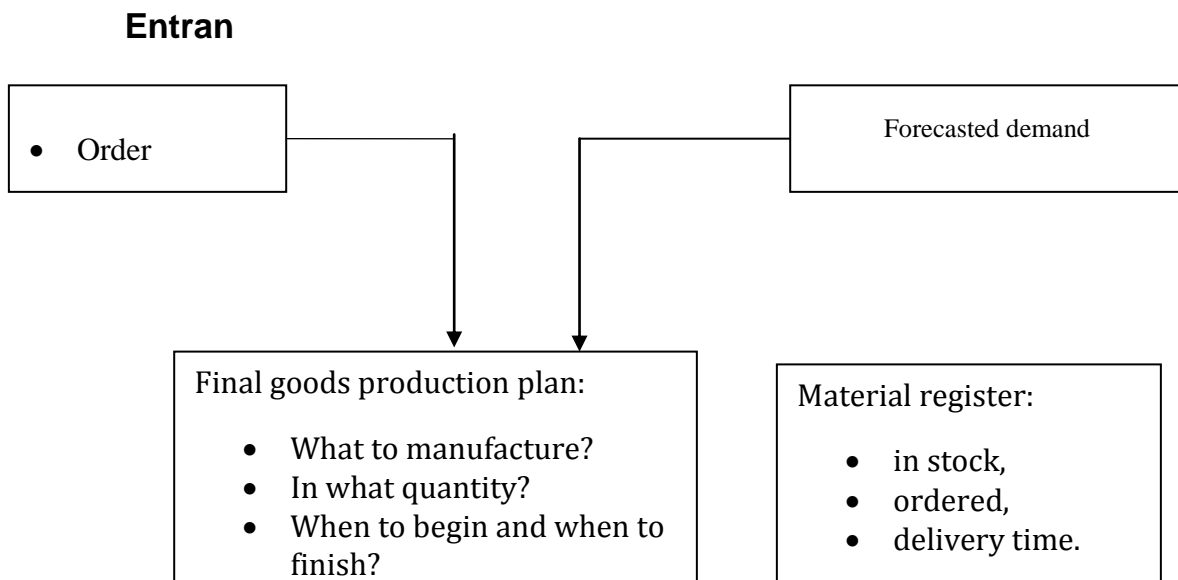 Entran
• Order
Forecasted demand
Final goods production plan:
• What to manufacture?
• In what quantity?
• When to begin and when to
finish?
Material register:
• in stock,
• ordered,
• delivery time.